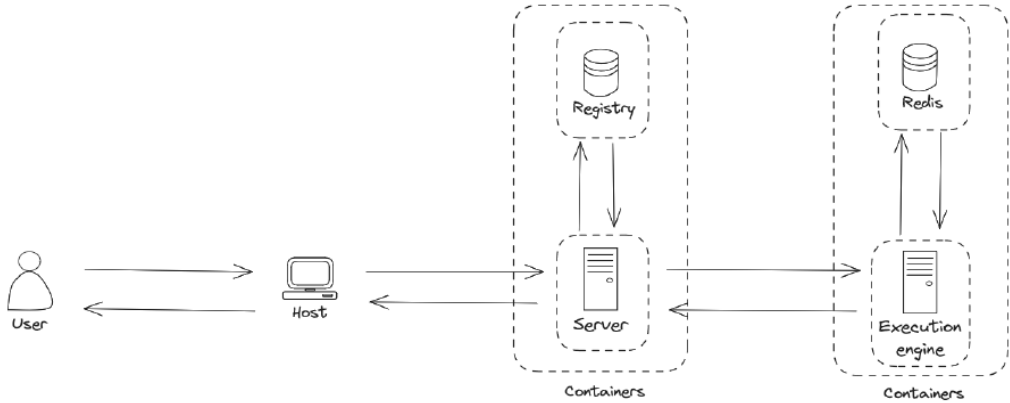 Registry
Redis
User
Host
Server
Execution
engine
Containers
Containers